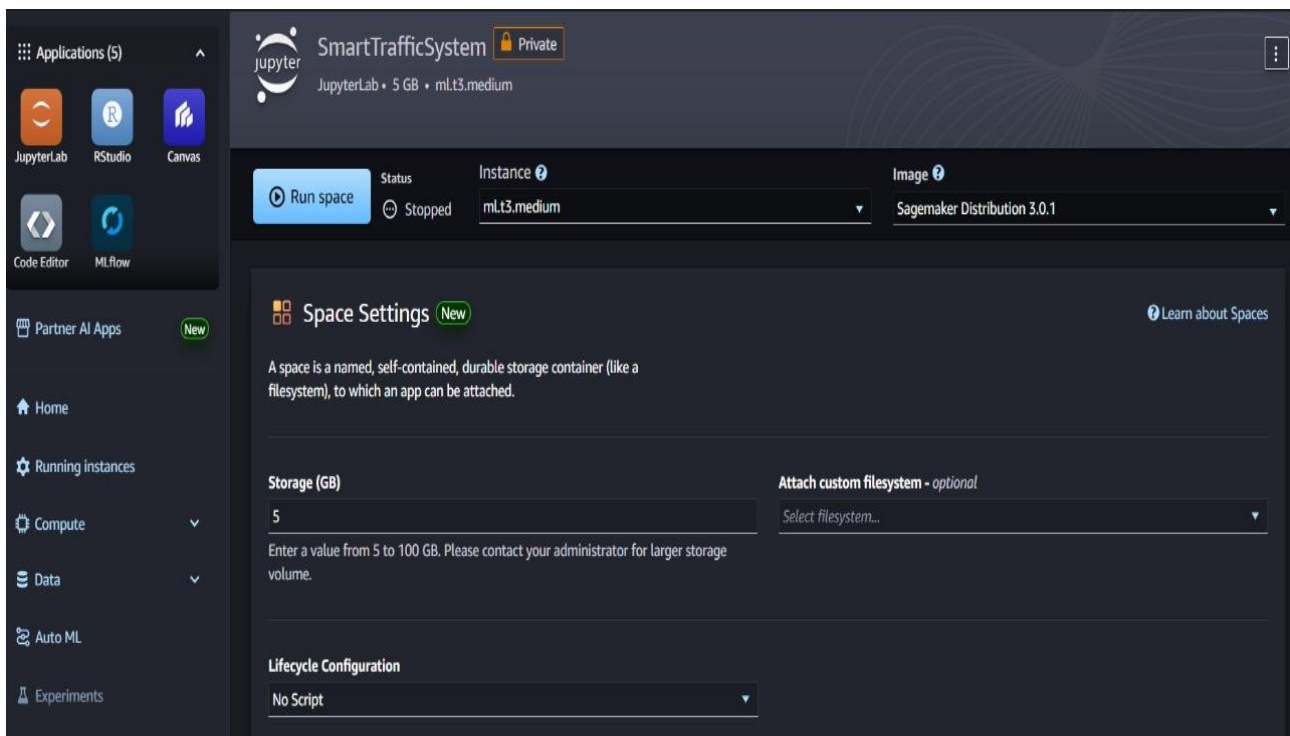 Applications (5)
JupyterLab
RStudio
Canvas
Code Editor
MLflow
Partner AI Apps
New
Home
Running instances
Compute
Data
Auto ML
Experiments
jupyter
SmartTrafficSystem
Private
JupyterLab • 5 GB • ml.t3.medium
Run space
Status
Stopped
Instance
ml.t3.medium
Image
Sagemaker Distribution 3.0.1
Space Settings
New
Learn about Spaces
A space is a named, self-contained, durable storage container (like a
filesystem), to which an app can be attached.
Storage (GB)
5
Enter a value from 5 to 100 GB. Please contact your administrator for larger storage
volume.
Attach custom filesystem - optional
Select filesystem...
Lifecycle Configuration
No Script